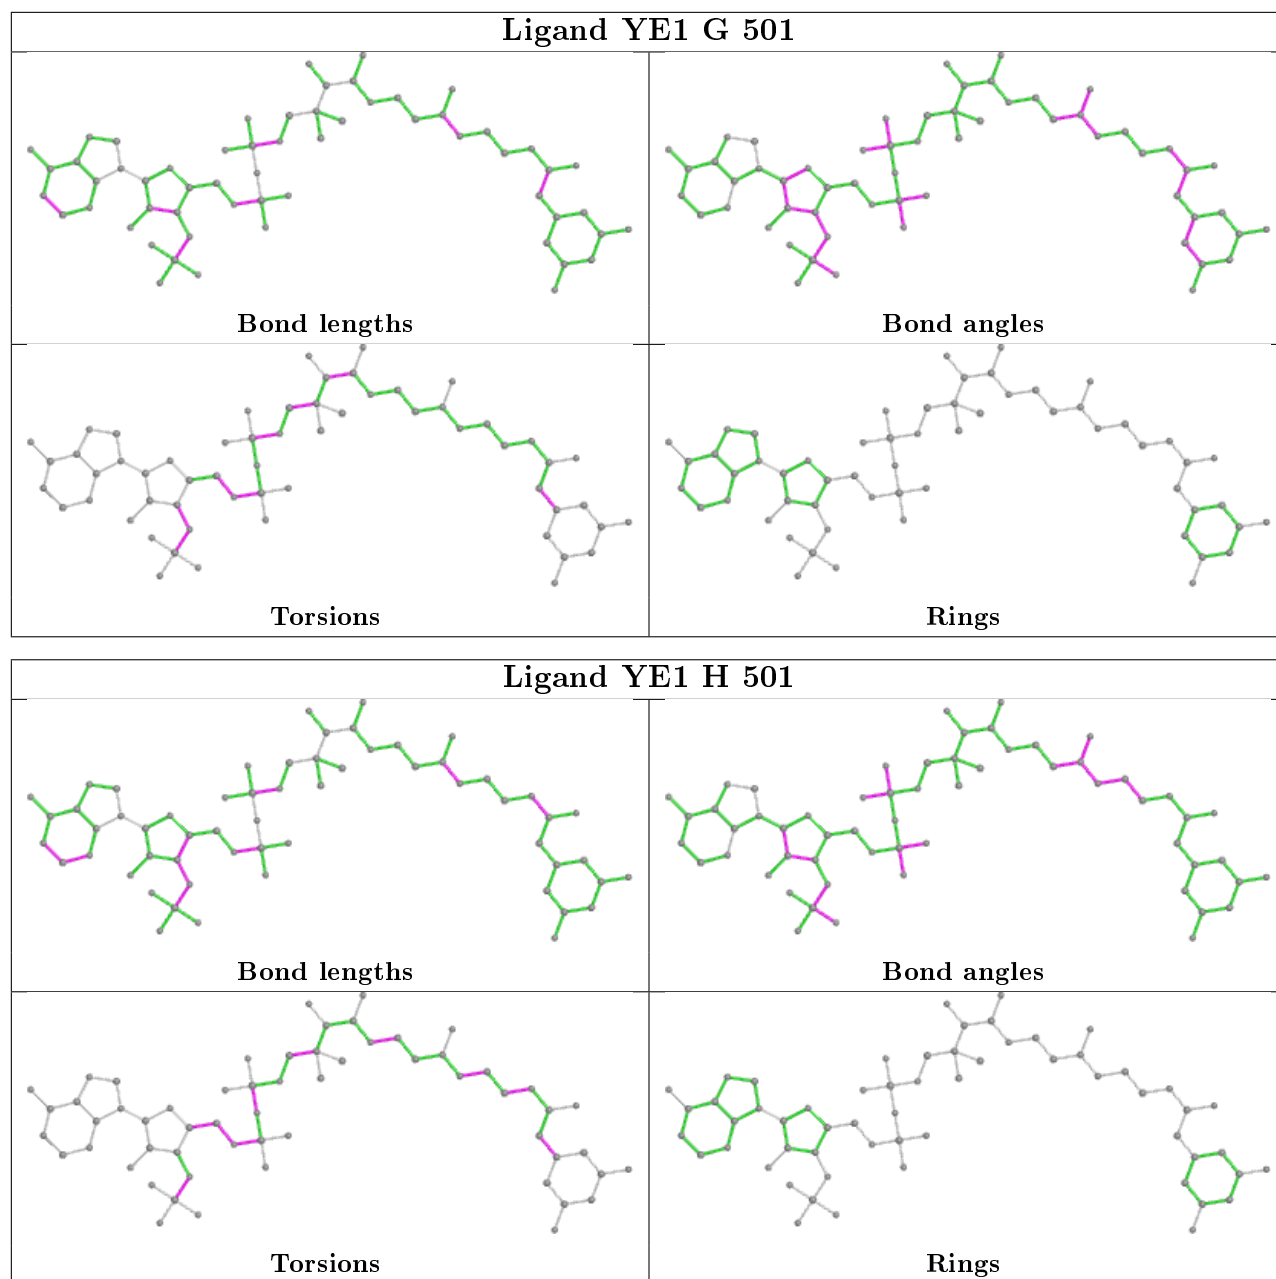 Ligand YE1 G 501
Bond lengths
Bond angles
Torsions
Rings
Ligand YE1 H 501
Bond lengths
Bond angles
Torsions
Rings